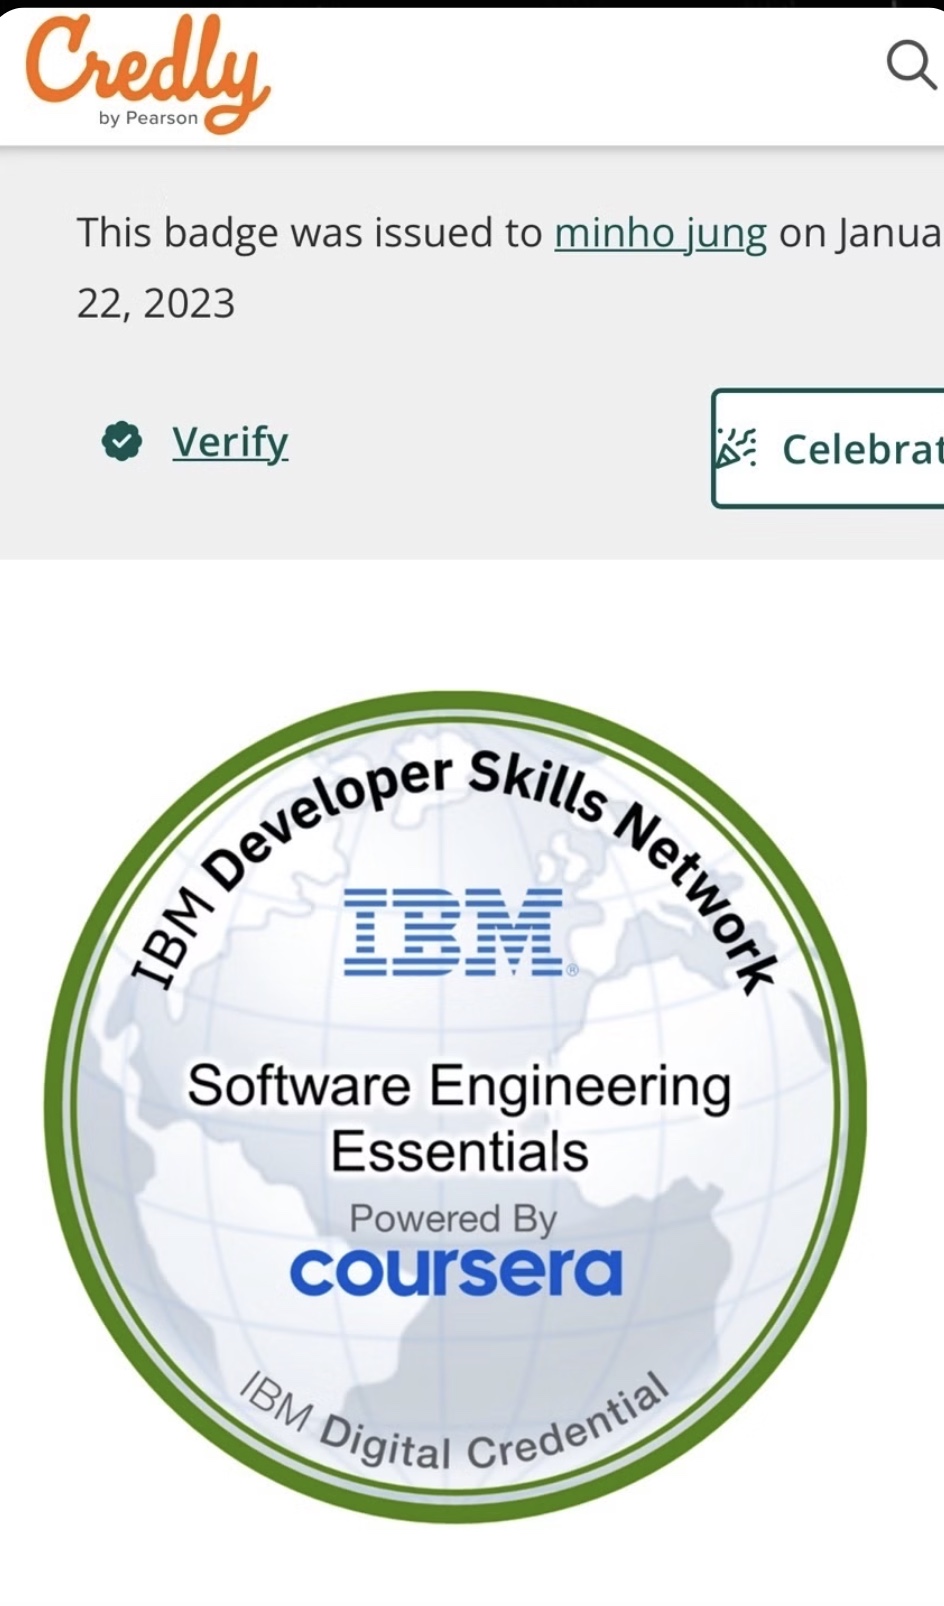 Credly
by Pearson
This badge was issued to minho jung on Janua
22, 2023
Verify
Celebrat
IBM Developer Skills Network
IBM®
Software Engineering
Essentials
Powered By
coursera
IBM Digital Credential